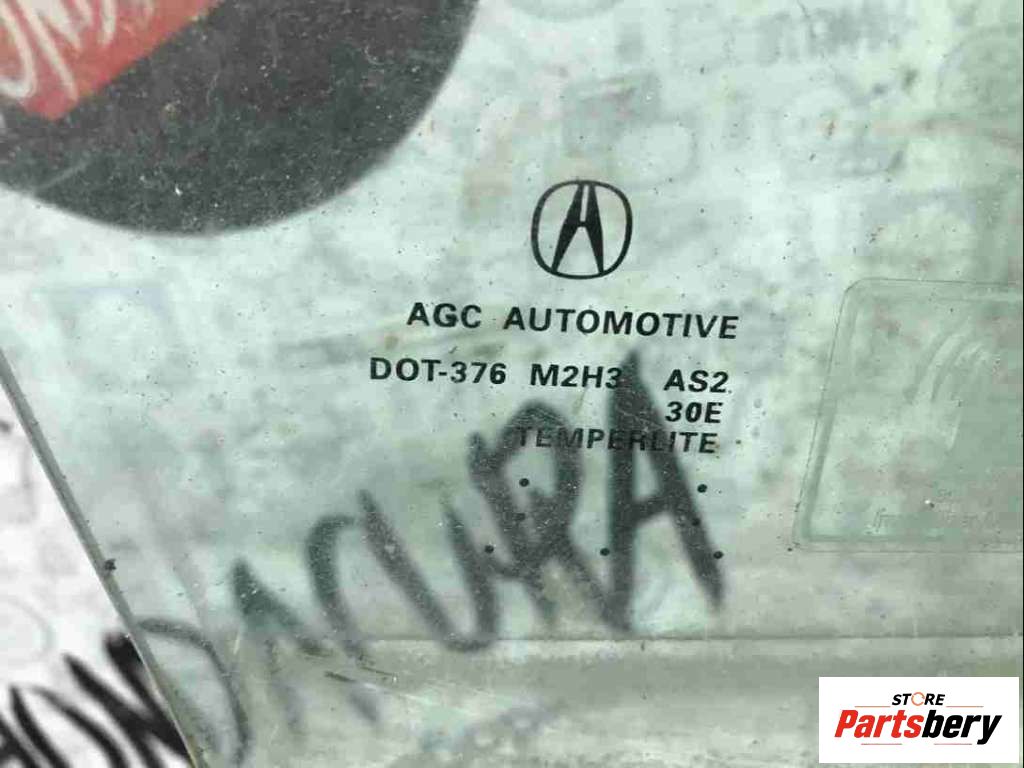 AGC AUTOMOTIVE
DOT-376 M2H3 AS2
30E
TEMPERLITE
ACURA
STORE
Partsbery